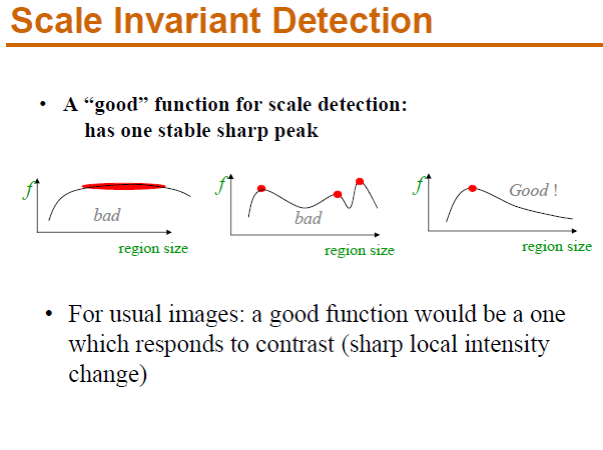 Scale Invariant Detection
• A “good” function for scale detection:
has one stable sharp peak
f
bad
region size
f
bad
region size
f
Good !
region size
• For usual images: a good function would be a one
which responds to contrast (sharp local intensity
change)